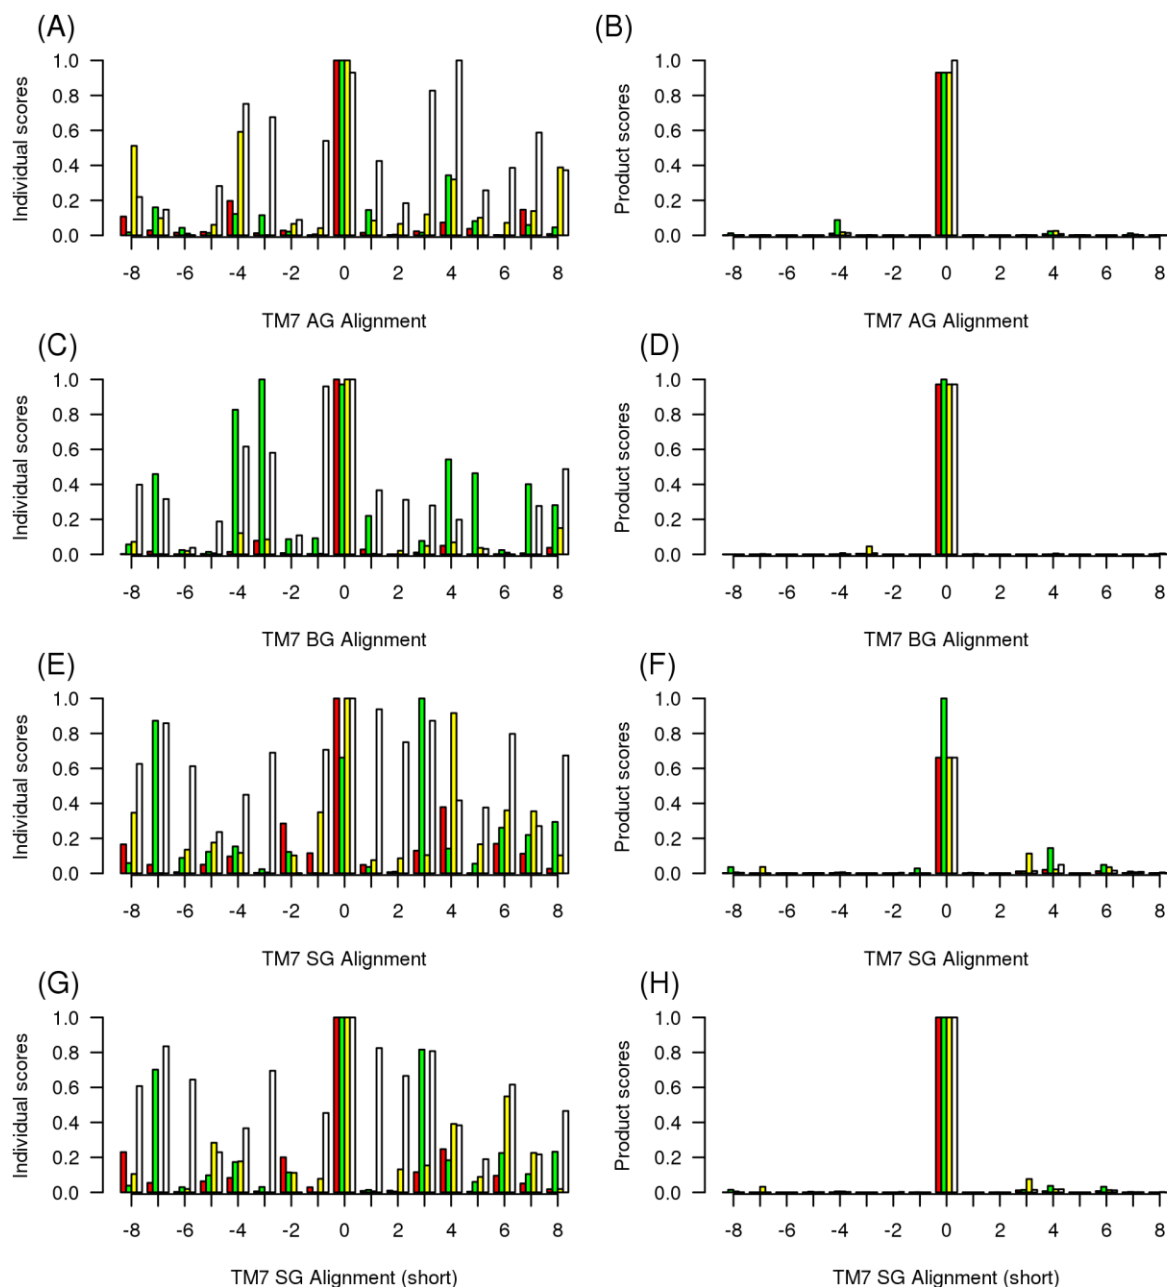 (A)
Individual scores
1.0
0.8
0.6
0.4
0.2
0.0
-8 -6 -4 -2 0 2 4 6 8
TM7 AG Alignment
(B)
Product scores
1.0
0.8
0.6
0.4
0.2
0.0
-8 -6 -4 -2 0 2 4 6 8
TM7 AG Alignment
(C)
Individual scores
1.0
0.8
0.6
0.4
0.2
0.0
-8 -6 -4 -2 0 2 4 6 8
TM7 BG Alignment
(D)
Product scores
1.0
0.8
0.6
0.4
0.2
0.0
-8 -6 -4 -2 0 2 4 6 8
TM7 BG Alignment
(E)
Individual scores
1.0
0.8
0.6
0.4
0.2
0.0
-8 -6 -4 -2 0 2 4 6 8
TM7 SG Alignment
(F)
Product scores
1.0
0.8
0.6
0.4
0.2
0.0
-8 -6 -4 -2 0 2 4 6 8
TM7 SG Alignment
(G)
Individual scores
1.0
0.8
0.6
0.4
0.2
0.0
-8 -6 -4 -2 0 2 4 6 8
TM7 SG Alignment (short)
(H)
Product scores
1.0
0.8
0.6
0.4
0.2
0.0
-8 -6 -4 -2 0 2 4 6 8
TM7 SG Alignment (short)